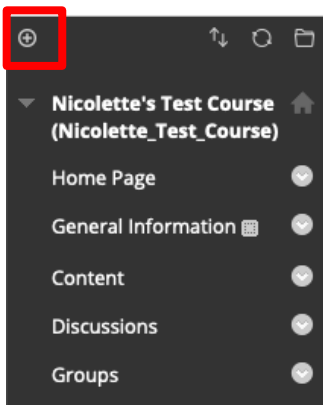 Nicolette's Test Course
(Nicolette_Test_Course)
Home Page
General Information
Content
Discussions
Groups